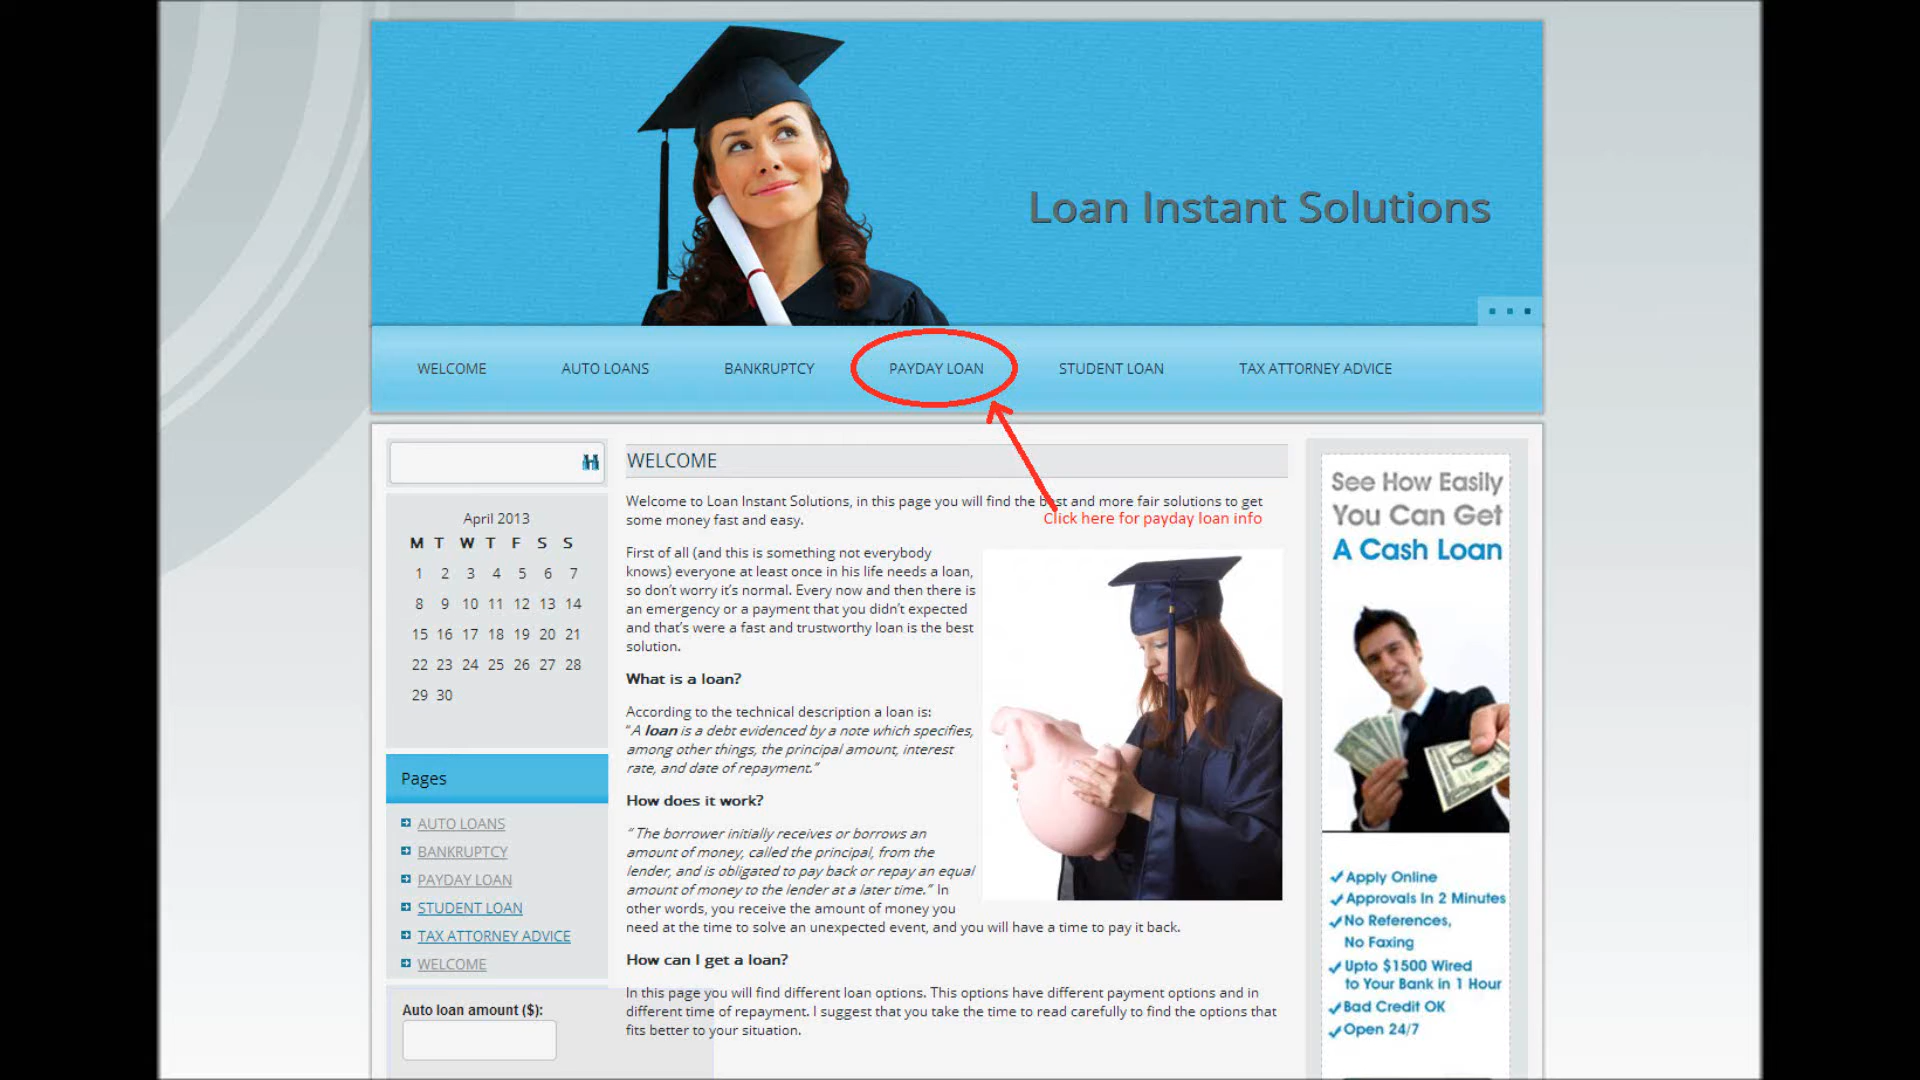 Loan Instant Solutions
WELCOME AUTO LOANS BANKRUPTCY PAYDAY LOAN STUDENT LOAN TAX ATTORNEY ADVICE
April 2013
M T W T F S S
1 2 3 4 5 6 7
8 9 10 11 12 13 14
15 16 17 18 19 20 21
22 23 24 25 26 27 28
29 30
Pages
AUTO LOANS
BANKRUPTCY
PAYDAY LOAN
STUDENT LOAN
TAX ATTORNEY ADVICE
WELCOME
Auto loan amount ($):
WELCOME
Welcome to Loan Instant Solutions, in this page you will find the best and more fair solutions to get
some money fast and easy.
Click here for payday loan info
First of all (and this is something not everybody
knows) everyone at least once in his life needs a loan,
so don't worry it's normal. Every now and then there is
an emergency or a payment that you didn't expected
and that's were a fast and trustworthy loan is the best
solution.
What is a loan?
According to the technical description a loan is:
"A loan is a debt evidenced by a note which specifies,
among other things, the principal amount, interest
rate, and date of repayment."
How does it work?
" The borrower initially receives or borrows an
amount of money, called the principal, from the
lender, and is obligated to pay back or repay an equal
amount of money to the lender at a later time." In
other words, you receive the amount of money you
need at the time to solve an unexpected event, and you will have a time to pay it back.
How can I get a loan?
In this page you will find different loan options. This options have different payment options and in
different time of repayment. I suggest that you take the time to read carefully to find the options that
fits better to your situation.
See How Easily
You Can Get
A Cash Loan
Apply Online
Approvals In 2 Minutes
No References,
No Faxing
Upto $1500 Wired
to Your Bank in 1 Hour
Bad Credit OK
Open 24/7